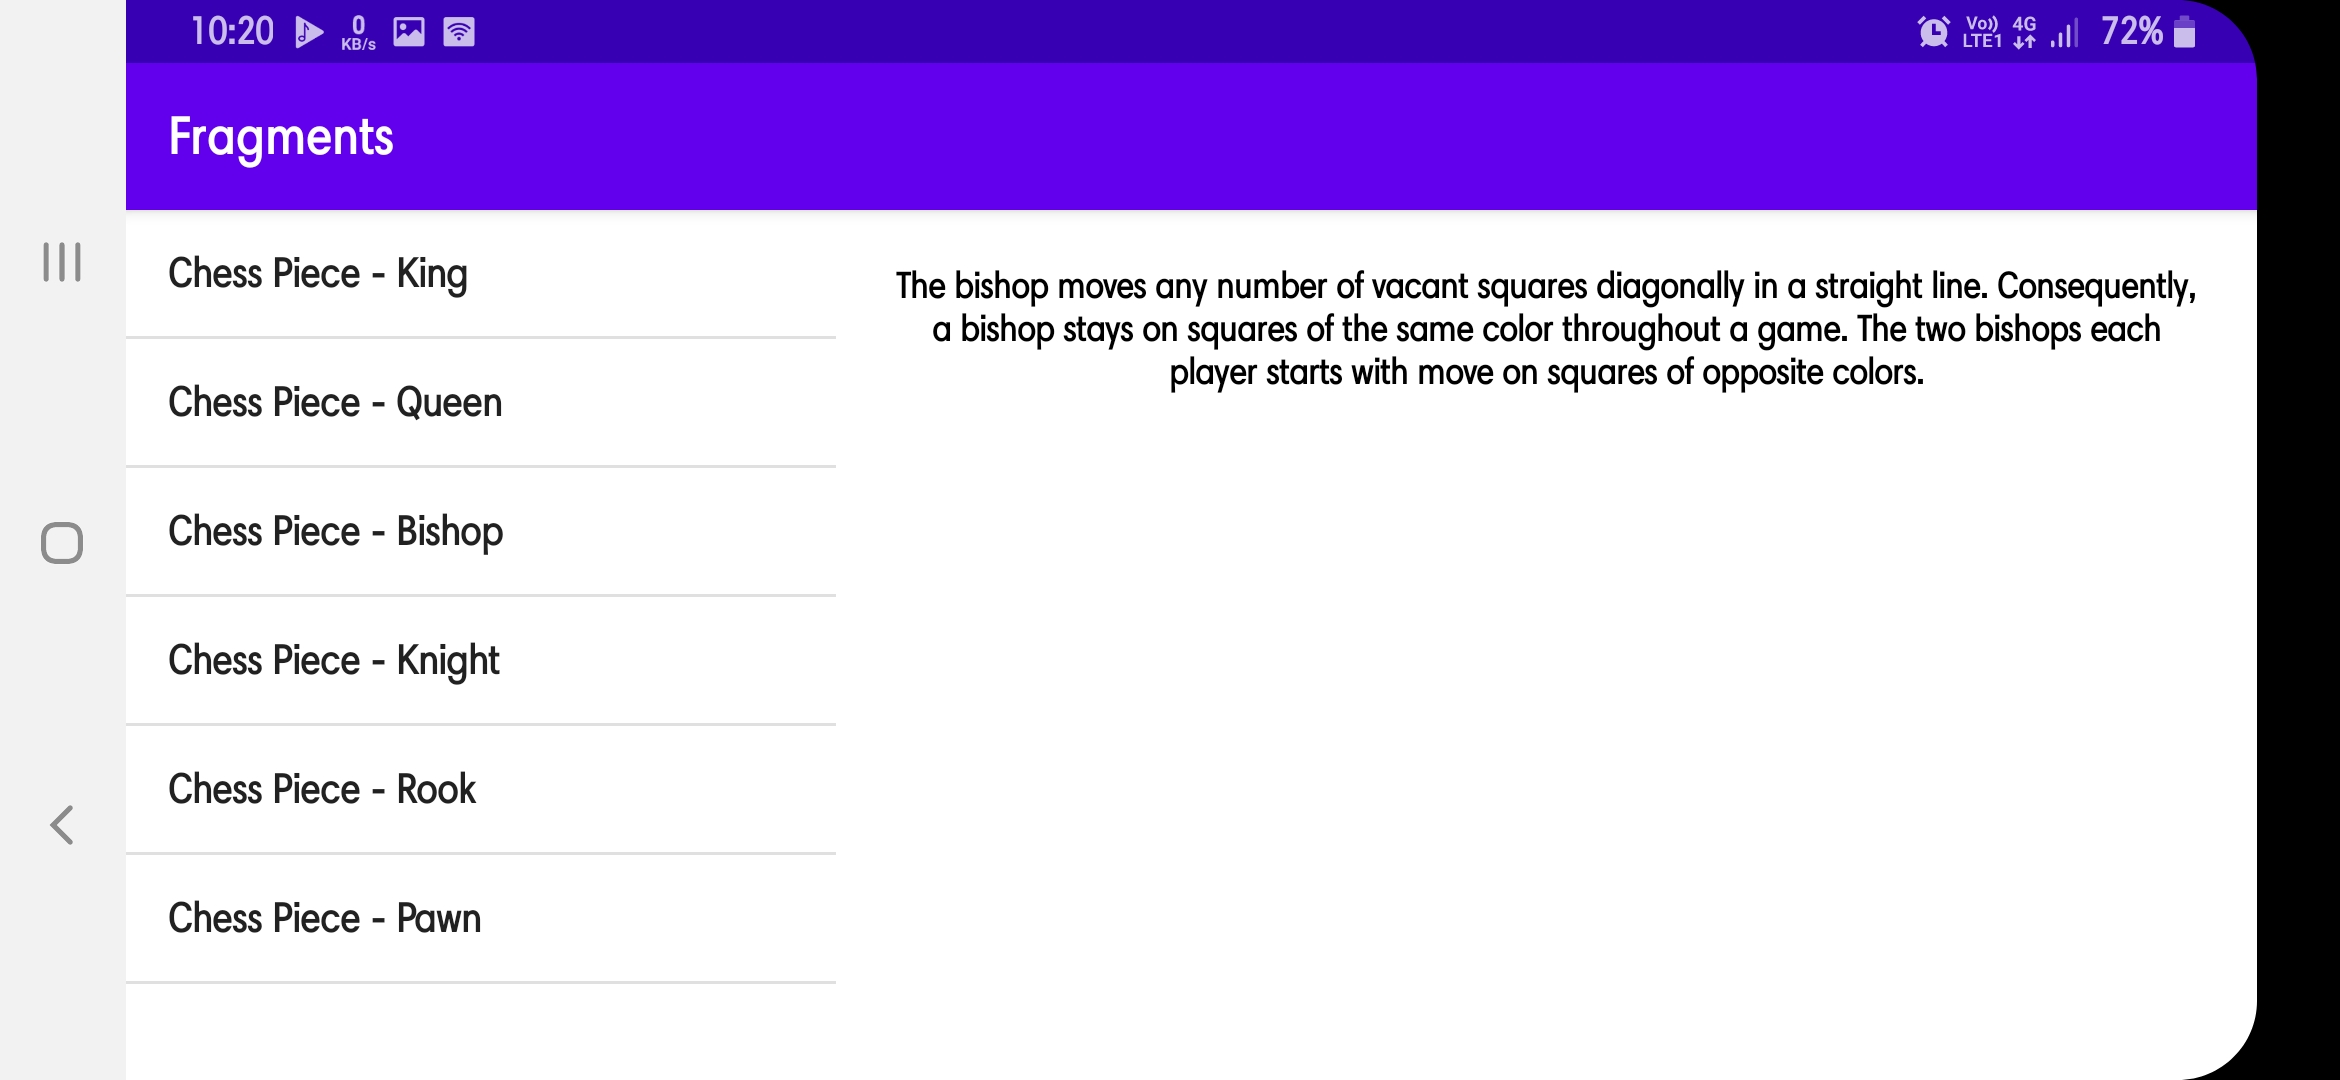 10:20 0 KB/s Vo)) LTE1 4G 72%
Fragments
Chess Piece - King
Chess Piece - Queen
Chess Piece - Bishop
Chess Piece - Knight
Chess Piece - Rook
Chess Piece - Pawn
The bishop moves any number of vacant squares diagonally in a straight line. Consequently,
a bishop stays on squares of the same color throughout a game. The two bishops each
player starts with move on squares of opposite colors.